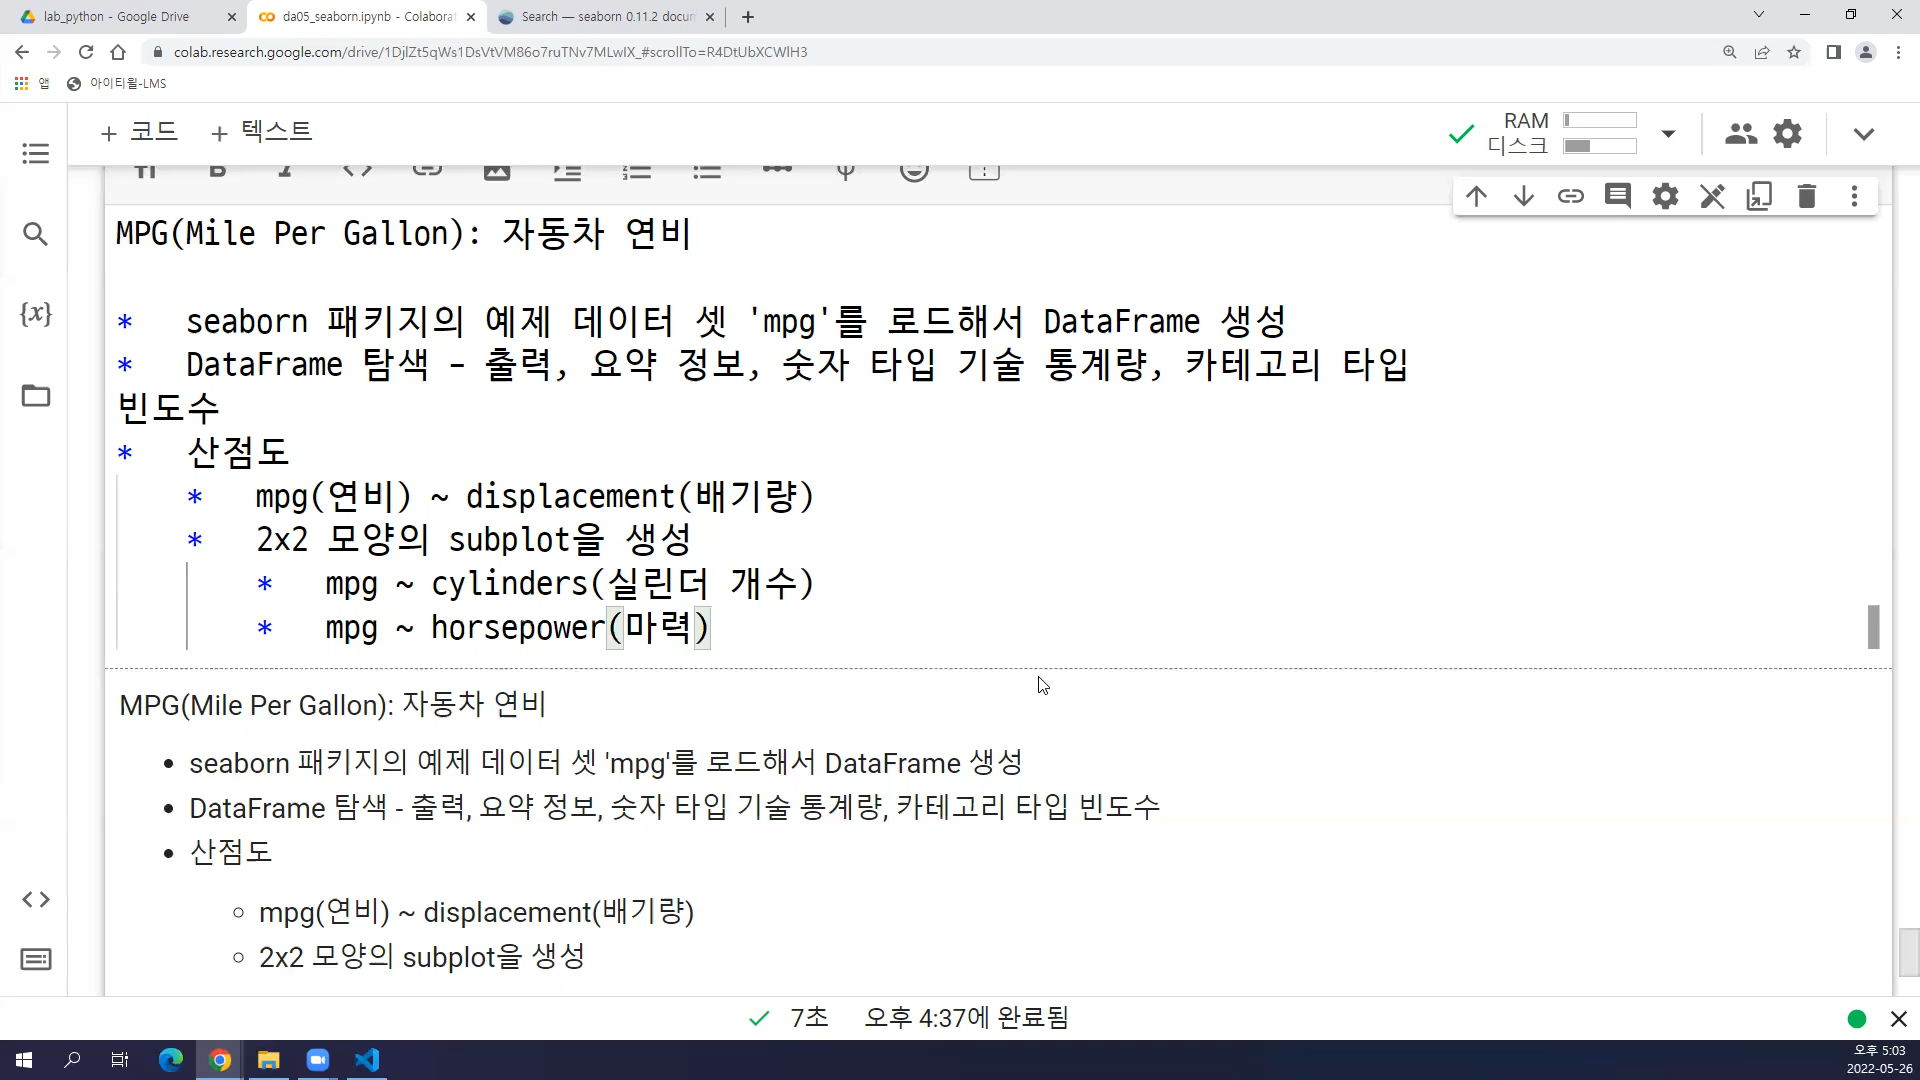 lab_python - Google Drive
da05_seaborn.ipynb - Colaborat
Search — seaborn 0.11.2 docun
colab.research.google.com/drive/1DjlZt5qWs1DsVtVM86o7ruTNv7MLwIX_#scrollTo=R4DtUbXCWlH3
앱 아이티윌-LMS
+ 코드 + 텍스트
RAM
디스크
MPG(Mile Per Gallon): 자동차 연비
* seaborn 패키지의 예제 데이터 셋 'mpg'를 로드해서 DataFrame 생성
* DataFrame 탐색 - 출력, 요약 정보, 숫자 타입 기술 통계량, 카테고리 타입
빈도수
* 산점도
* mpg(연비) ~ displacement(배기량)
* 2x2 모양의 subplot을 생성
* mpg ~ cylinders(실린더 개수)
* mpg ~ horsepower(마력)
MPG(Mile Per Gallon): 자동차 연비
• seaborn 패키지의 예제 데이터 셋 'mpg'를 로드해서 DataFrame 생성
• DataFrame 탐색 - 출력, 요약 정보, 숫자 타입 기술 통계량, 카테고리 타입 빈도수
• 산점도
◦ mpg(연비) ~ displacement(배기량)
◦ 2x2 모양의 subplot을 생성
7초 오후 4:37에 완료됨
오후 5:03
2022-05-26